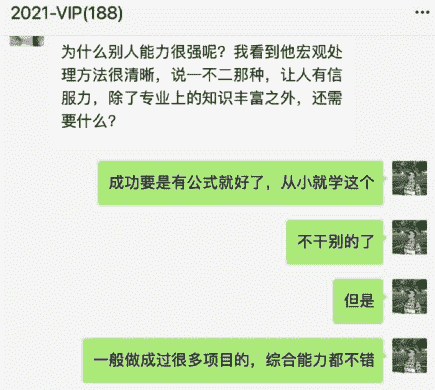 2021-VIP(188)
为什么别人能力很强呢？我看到他宏观处
理方法很清晰，说一不二那种，让人有信
服力，除了专业上的知识丰富之外，还需
要什么？
成功要是有公式就好了，从小就学这个
不干别的了
但是
一般做成过很多项目的，综合能力都不错